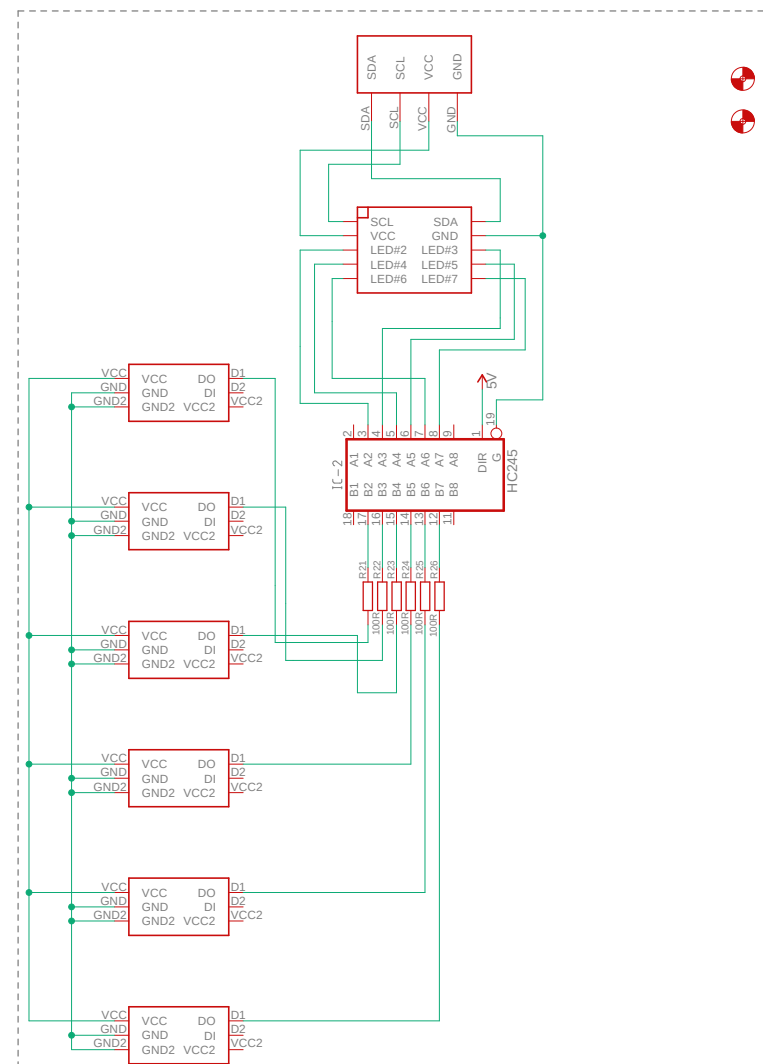 SDA SCL VCC GND
SDA SCL VCC GND
SCL SDA
VCC GND
LED#2 LED#3
LED#4 LED#5
LED#6 LED#7
5V
VCC VCC DO D1
GND GND DI D2
GND2 GND2 VCC2 VCC2
2 3 4 5 6 7 8 9 1 19
A1 A2 A3 A4 A5 A6 A7 A8 DIR G
IC-2 HC245
B1 B2 B3 B4 B5 B6 B7 B8
18 17 16 15 14 13 12 11
VCC VCC DO D1
GND GND DI D2
GND2 GND2 VCC2 VCC2
R21 R22 R23 R24 R25 R26
100R 100R 100R 100R 100R
VCC VCC DO D1
GND GND DI D2
GND2 GND2 VCC2 VCC2
VCC VCC DO D1
GND GND DI D2
GND2 GND2 VCC2 VCC2
VCC VCC DO D1
GND GND DI D2
GND2 GND2 VCC2 VCC2
VCC VCC DO D1
GND GND DI D2
GND2 GND2 VCC2 VCC2